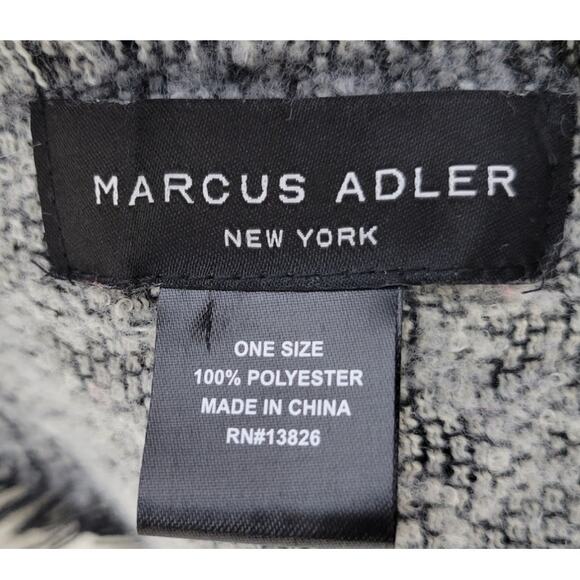 MARCUS ADLER
NEW YORK
ONE SIZE
100% POLYESTER
MADE IN CHINA
RN#13826